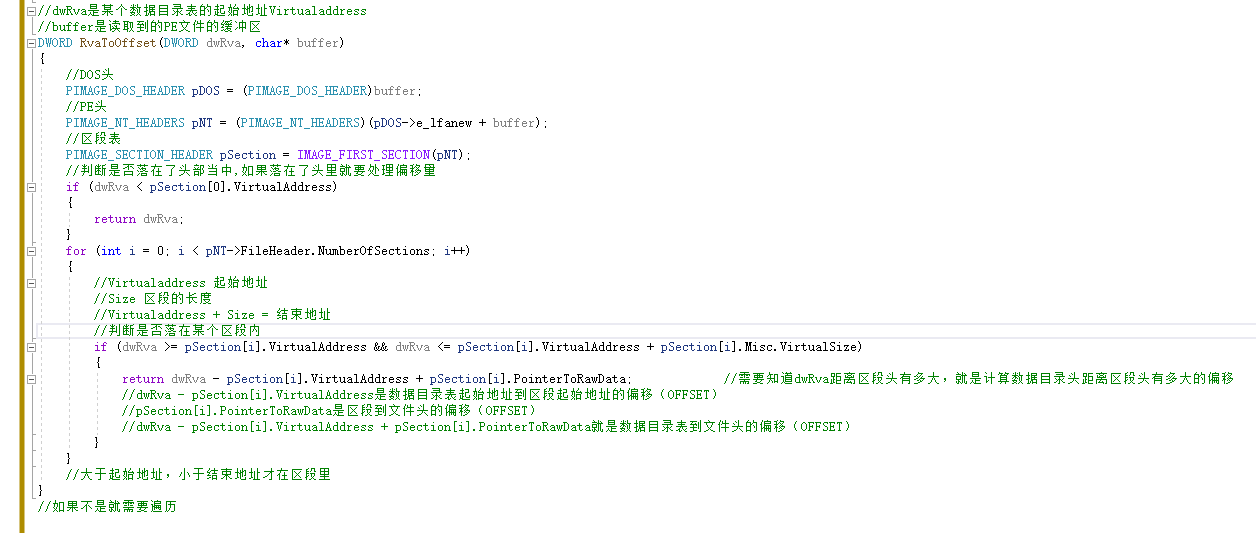 //dwRva是某个数据目录表的起始地址Virtualaddress
//buffer是读取到的PE文件的缓冲区
DWORD RvaToOffset(DWORD dwRva, char* buffer)
{
//DOS头
PIMAGE_DOS_HEADER pDOS = (PIMAGE_DOS_HEADER)buffer;
//PE头
PIMAGE_NT_HEADERS pNT = (PIMAGE_NT_HEADERS)(pDOS->e_lfanew + buffer);
//区段表
PIMAGE_SECTION_HEADER pSection = IMAGE_FIRST_SECTION(pNT);
//判断是否落在了头部当中,如果落在了头里就要处理偏移量
if (dwRva < pSection[0].VirtualAddress)
{
return dwRva;
}
for (int i = 0; i < pNT->FileHeader.NumberOfSections; i++)
{
//Virtualaddress 起始地址
//Size 区段的长度
//Virtualaddress + Size = 结束地址
//判断是否落在某个区段内
if (dwRva >= pSection[i].VirtualAddress && dwRva <= pSection[i].VirtualAddress + pSection[i].Misc.VirtualSize)
{
return dwRva - pSection[i].VirtualAddress + pSection[i].PointerToRawData; //需要知道dwRva距离区段头有多大，就是计算数据目录头距离区段头有多大的偏移
//dwRva - pSection[i].VirtualAddress是数据目录表起始地址到区段起始地址的偏移（OFFSET）
//pSection[i].PointerToRawData是区段到文件头的偏移（OFFSET）
//dwRva - pSection[i].VirtualAddress + pSection[i].PointerToRawData就是数据目录表到文件头的偏移（OFFSET）
}
}
//大于起始地址，小于结束地址才在区段里
}
//如果不是就需要遍历